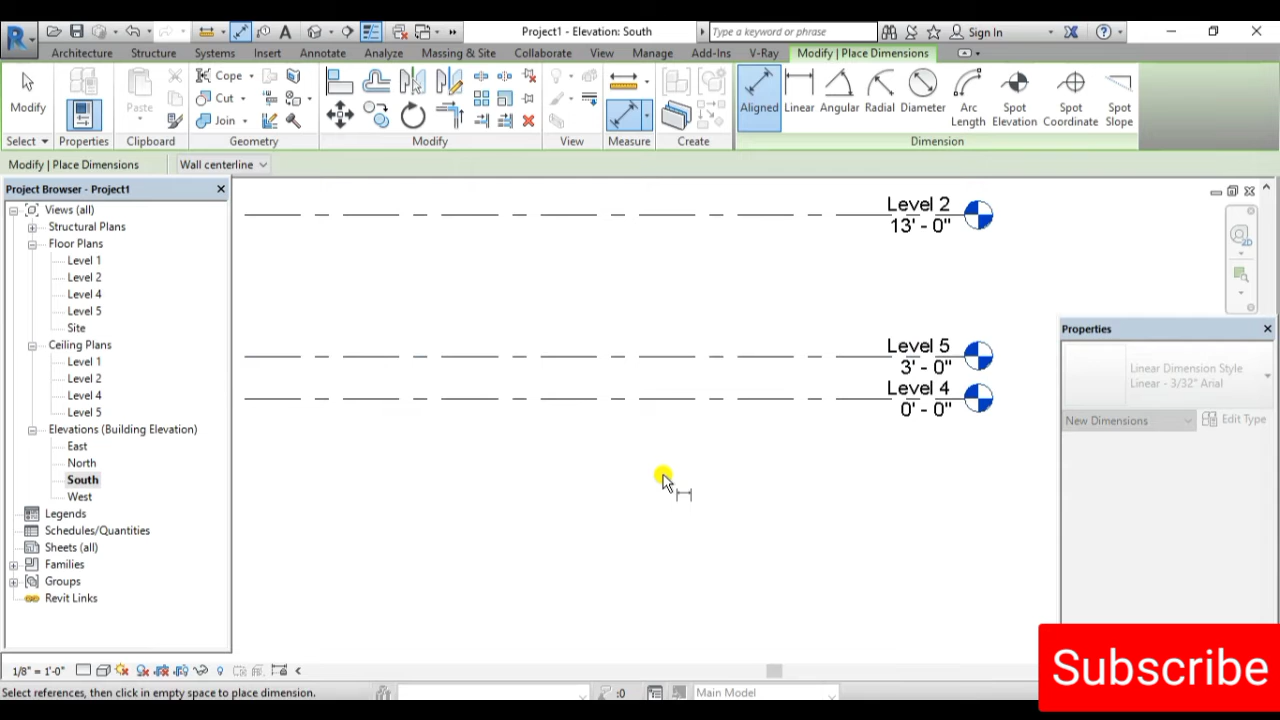 Project1 - Elevation: South
Type a keyword or phrase
Sign In
Architecture
Structure
Systems
Insert
Annotate
Analyze
Massing & Site
Collaborate
View
Manage
Add-Ins
V-Ray
Modify | Place Dimensions
Modify
Paste
Cope
Cut
Join
Aligned
Linear
Angular
Radial
Diameter
Arc Length
Spot Elevation
Spot Coordinate
Spot Slope
Select
Properties
Clipboard
Geometry
Modify
View
Measure
Create
Dimension
Modify | Place Dimensions
Wall centerline
Project Browser - Project1
Views (all)
Structural Plans
Floor Plans
Level 1
Level 2
Level 4
Level 5
Site
Ceiling Plans
Level 1
Level 2
Level 4
Level 5
Elevations (Building Elevation)
East
North
South
West
Legends
Schedules/Quantities
Sheets (all)
Families
Groups
Revit Links
Level 2
13' - 0"
Level 5
3' - 0"
Level 4
0' - 0"
2D
Properties
Linear Dimension Style
Linear - 3/32" Arial
New Dimensions
Edit Type
Subscribe
1/8" = 1'-0"
Select references, then click in empty space to place dimension.
:0
Main Model